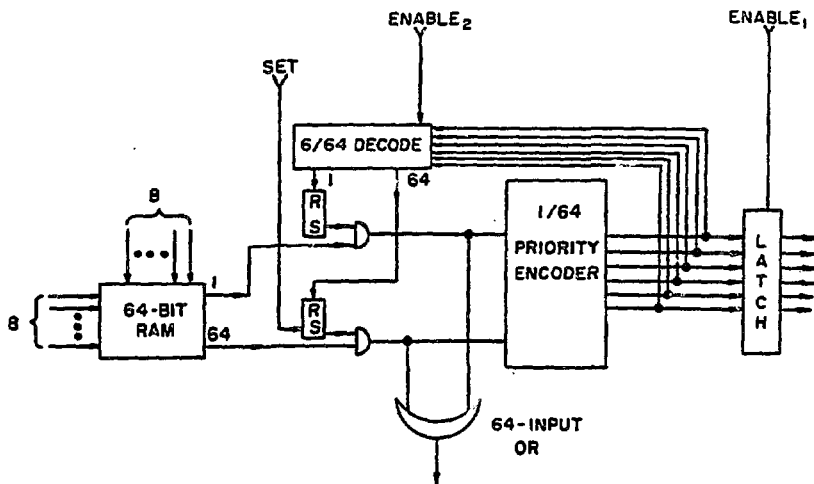 ENABLE2
ENABLE1
SET
6/64 DECODE
1
64
R
S
8
1/64
PRIORITY
ENCODER
L
A
T
C
H
1
8
64-BIT
RAM
64
R
S
64-INPUT
OR